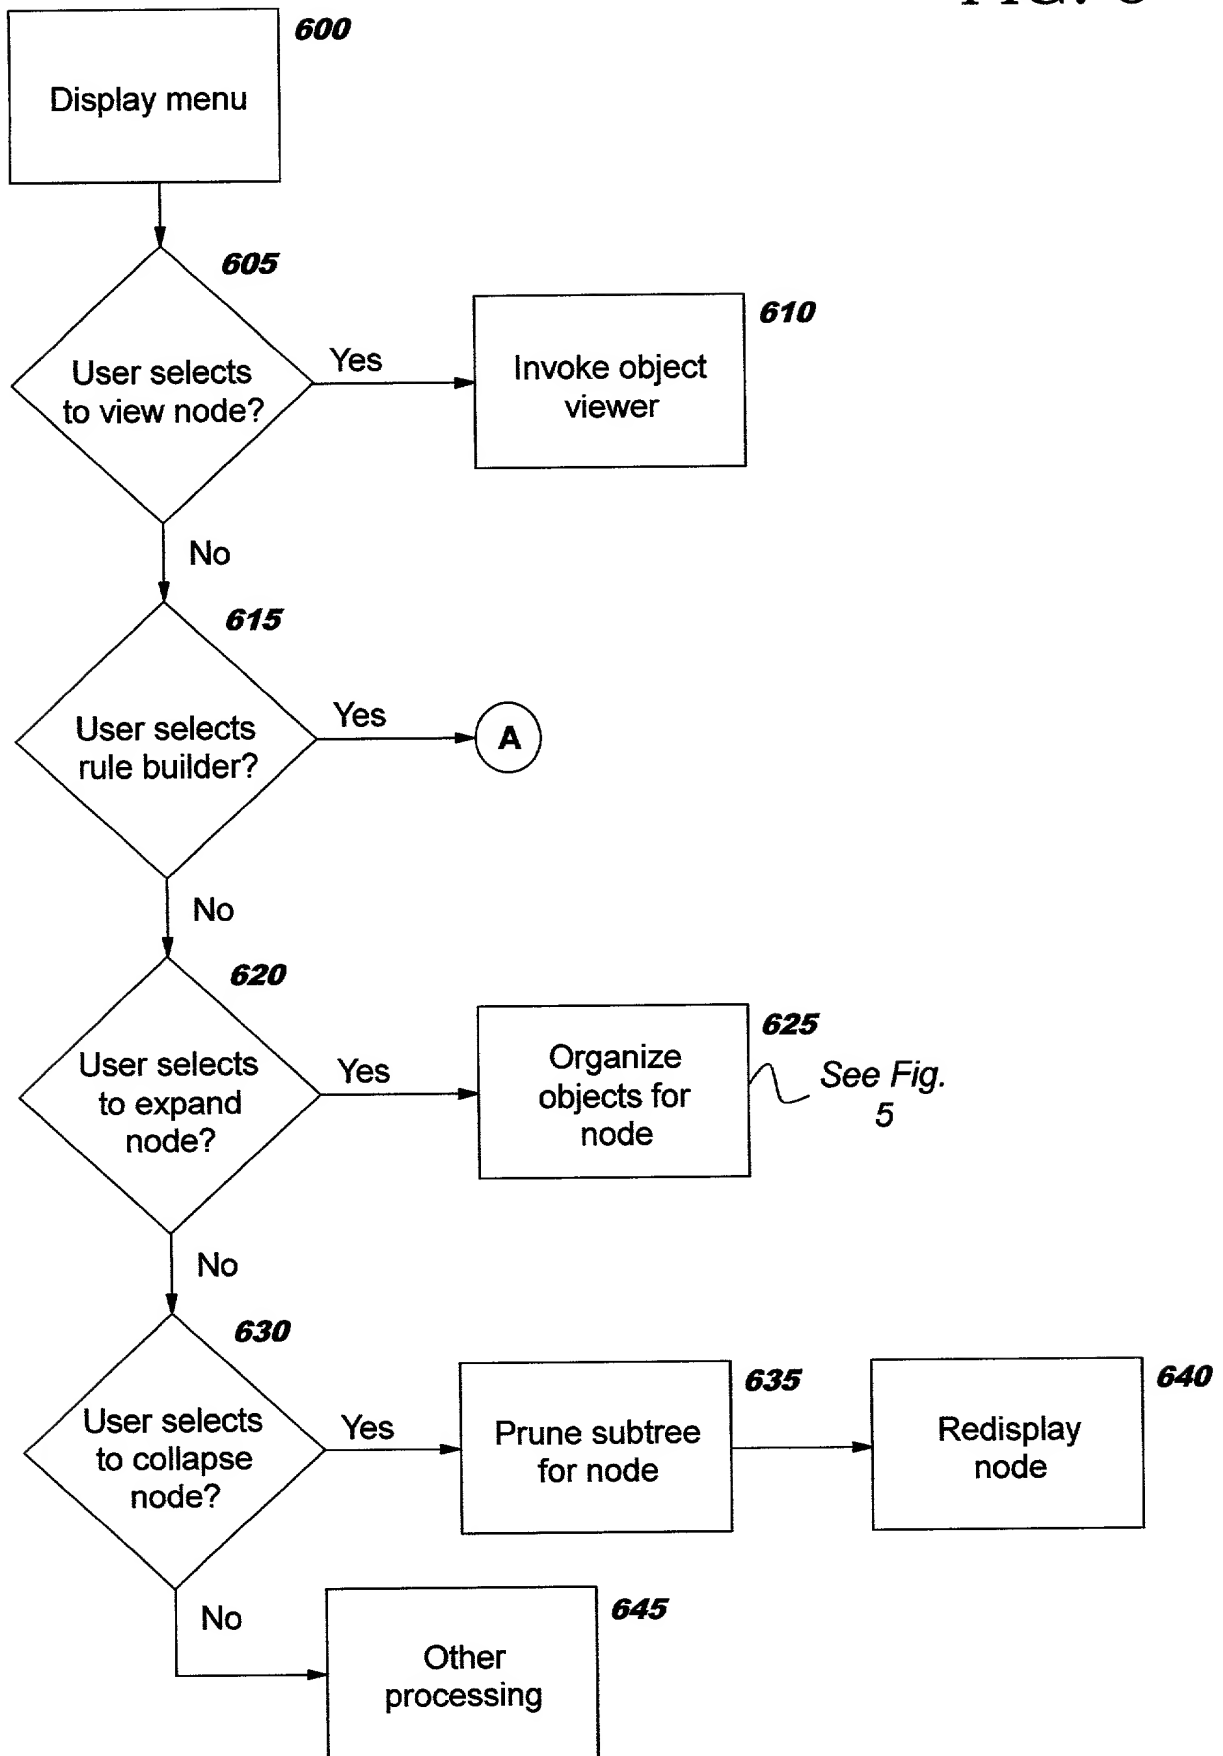 600
Display menu
605
User selects
to view node?
Yes
610
Invoke object
viewer
No
615
User selects
rule builder?
Yes
A
No
620
User selects
to expand
node?
Yes
625
Organize
objects for
node
See Fig.
5
No
630
User selects
to collapse
node?
Yes
635
Prune subtree
for node
640
Redisplay
node
No
645
Other
processing